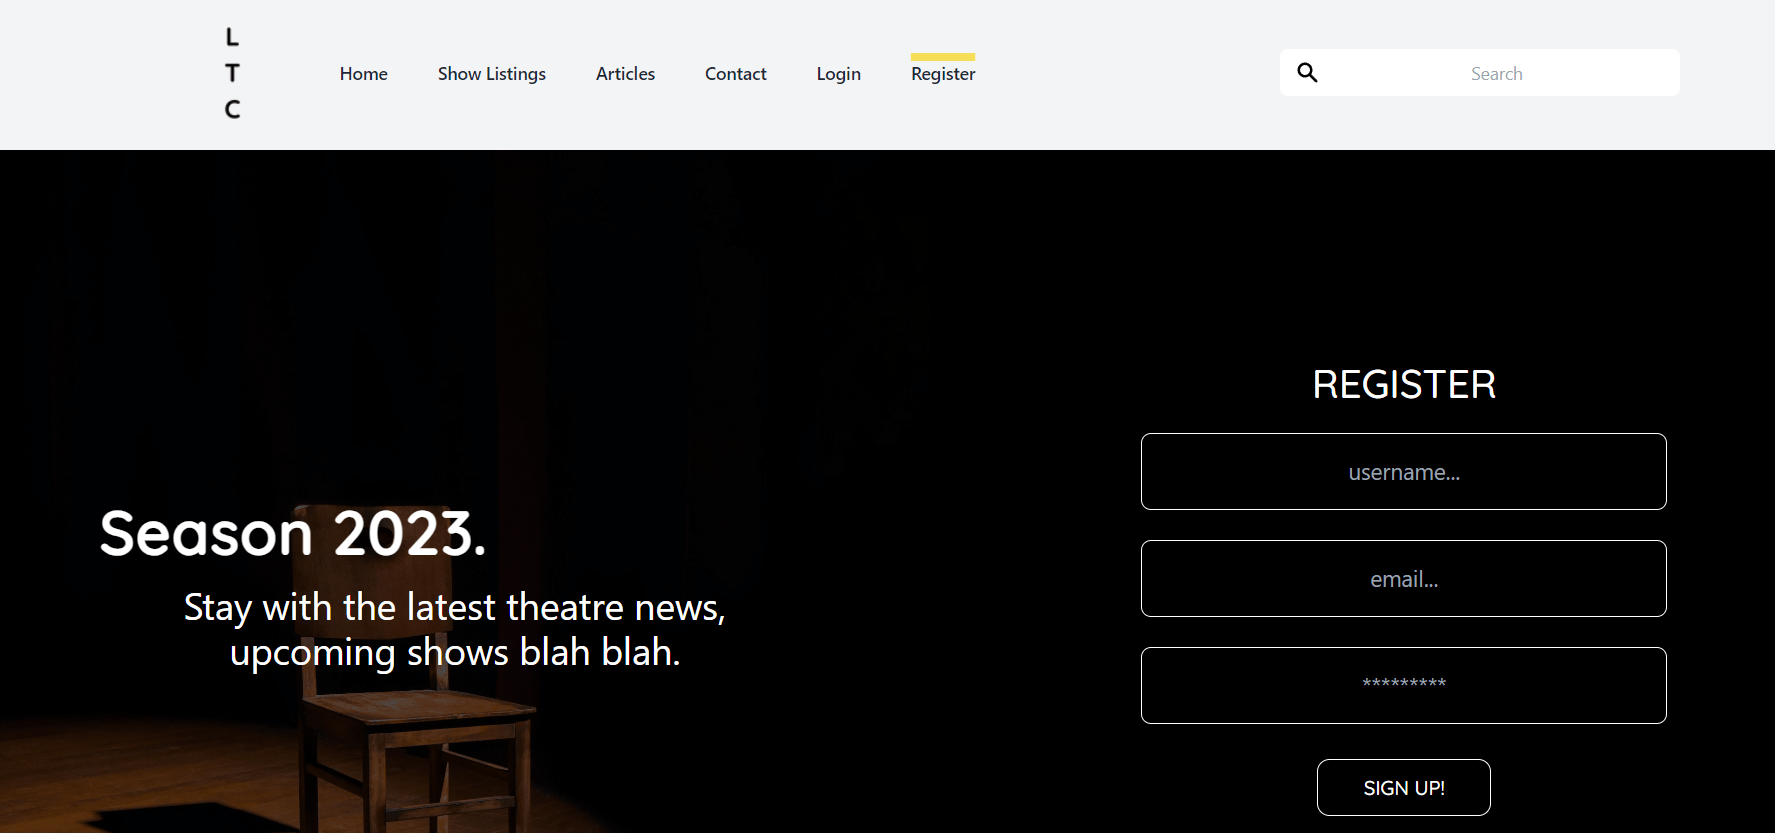 L
T
C
Home Show Listings Articles Contact Login Register
Search
REGISTER
username...
email...
*********
SIGN UP!
Season 2023.
Stay with the latest theatre news,
upcoming shows blah blah.